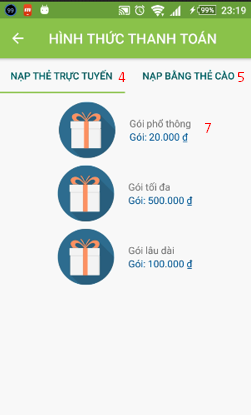 99% 23:19
HÌNH THỨC THANH TOÁN
NẠP THẺ TRỰC TUYẾN 4 NẠP BẰNG THẺ CÀO 5
Gói phổ thông 7
Gói: 20.000 ₫
Gói tối đa
Gói: 500.000 ₫
Gói lâu dài
Gói: 100.000 ₫